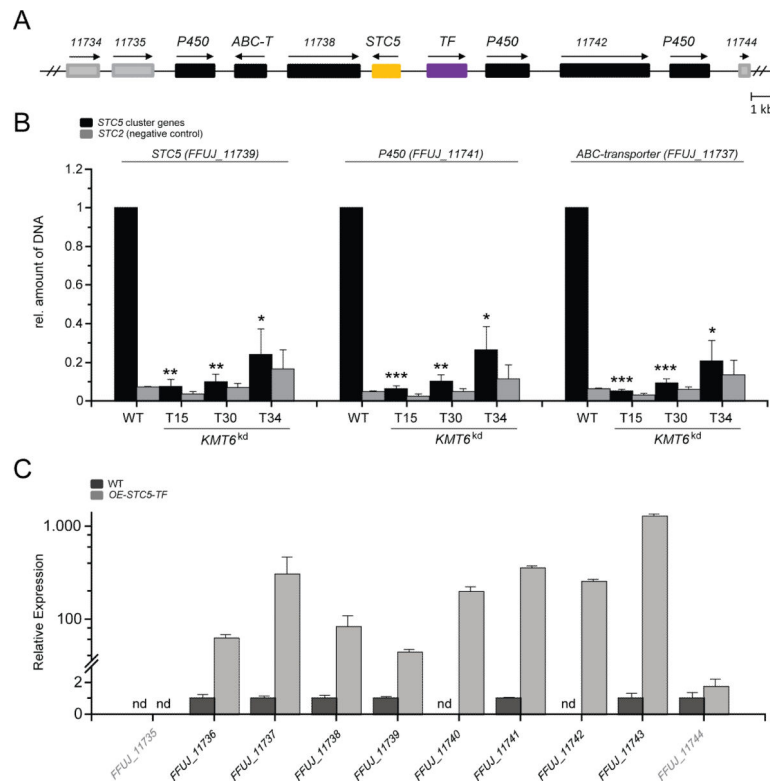 A
11734 11735 P450 ABC-T 11738 STC5 TF P450 11742 P450 11744
1 kb
B
STC5 cluster genes
STC2 (negative control)
STC5 (FFUJ_11739) P450 (FFUJ_11741) ABC-transporter (FFUJ_11737)
rel. amount of DNA
1.2
1
0.8
0.6
0.4
0.2
0
** ** * *** ** * *** *** *
WT T15 T30 T34 WT T15 T30 T34 WT T15 T30 T34
KMT6kd KMT6kd KMT6kd
C
WT
OE-STC5-TF
Relative Expression
1.000
100
2
0
nd nd nd nd
FFUJ_11735 FFUJ_11736 FFUJ_11737 FFUJ_11738 FFUJ_11739 FFUJ_11740 FFUJ_11741 FFUJ_11742 FFUJ_11743 FFUJ_11744